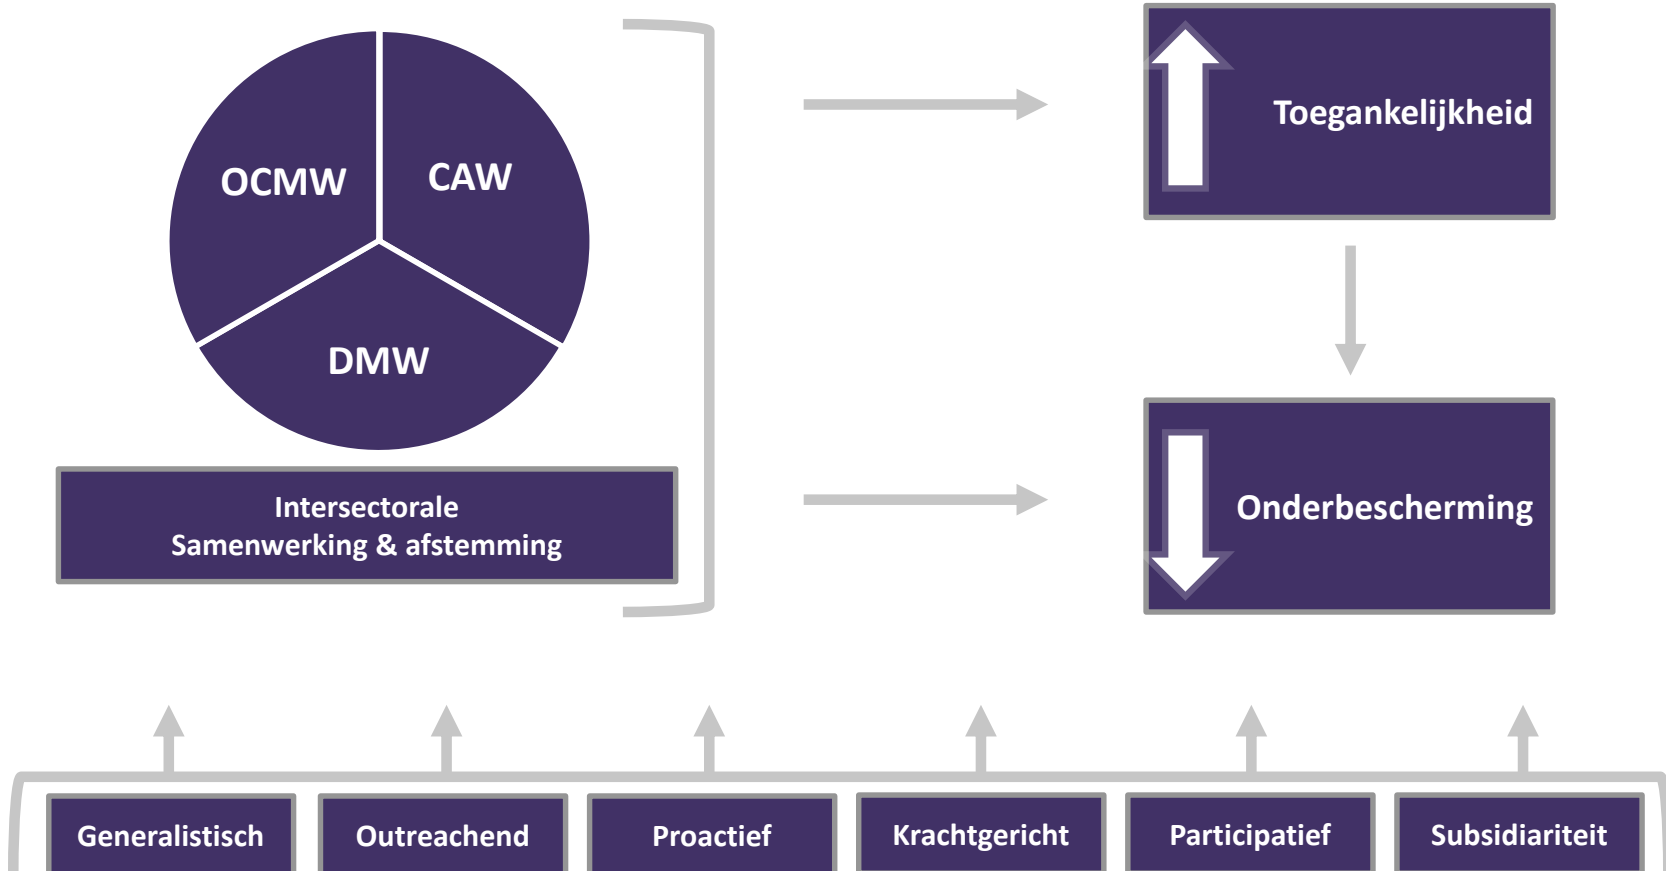 OCMW
CAW
DMW
Intersectorale
Samenwerking & afstemming
Toegankelijkheid
Onderbescherming
Generalistisch
Outreachend
Proactief
Krachtgericht
Participatief
Subsidiariteit